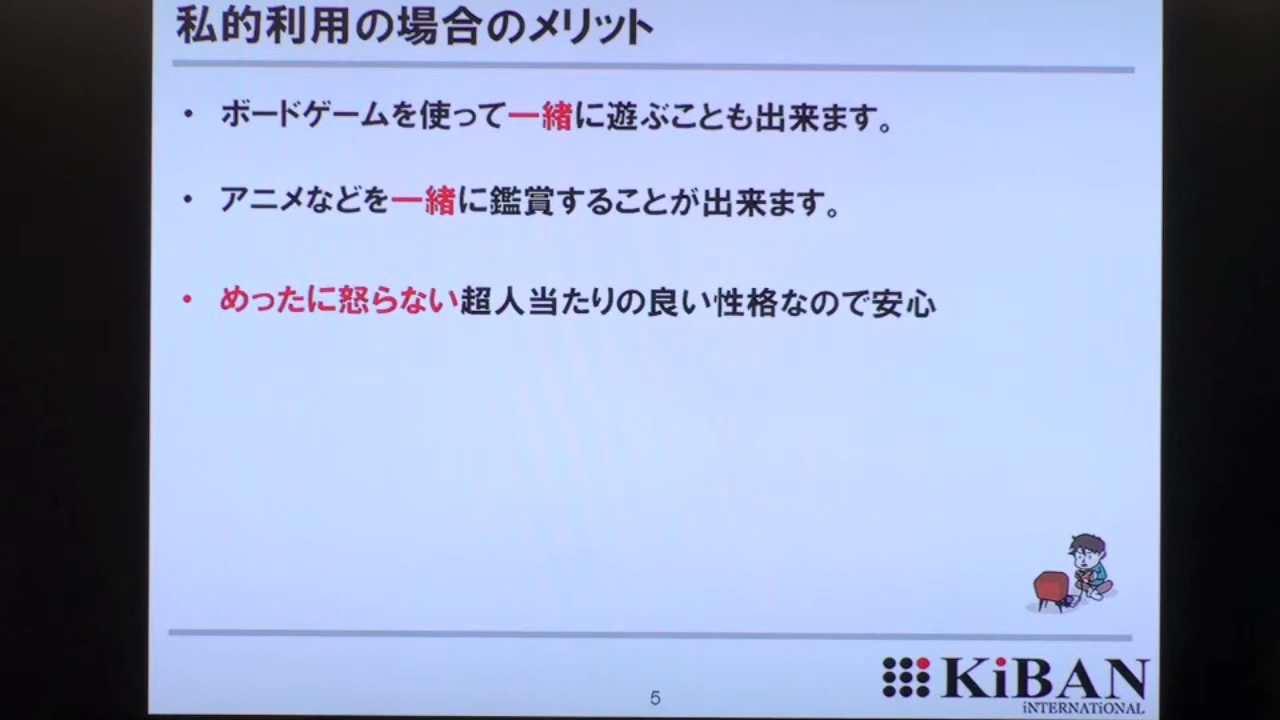 私的利用の場合のメリット
• ボードゲームを使って一緒に遊ぶことも出来ます。
• アニメなどを一緒に鑑賞することが出来ます。
• めったに怒らない超人当たりの良い性格なので安心
5
KiBAN
iNTERNATiONAL